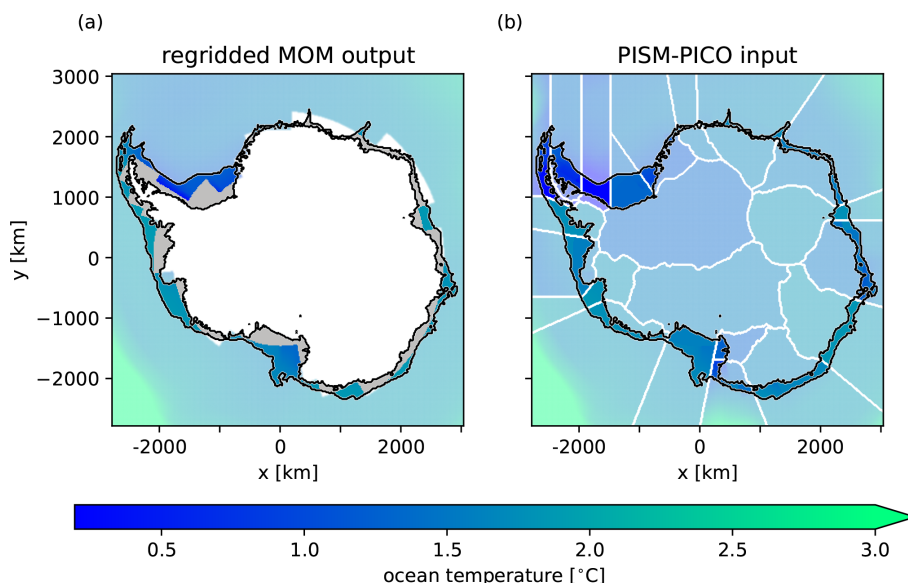 (a)
(b)
regridded MOM output
PISM-PICO input
3000
2000
1000
0
−1000
−2000
y [km]
-2000 0 2000
-2000 0 2000
x [km]
x [km]
0.5 1.0 1.5 2.0 2.5 3.0
ocean temperature [°C]